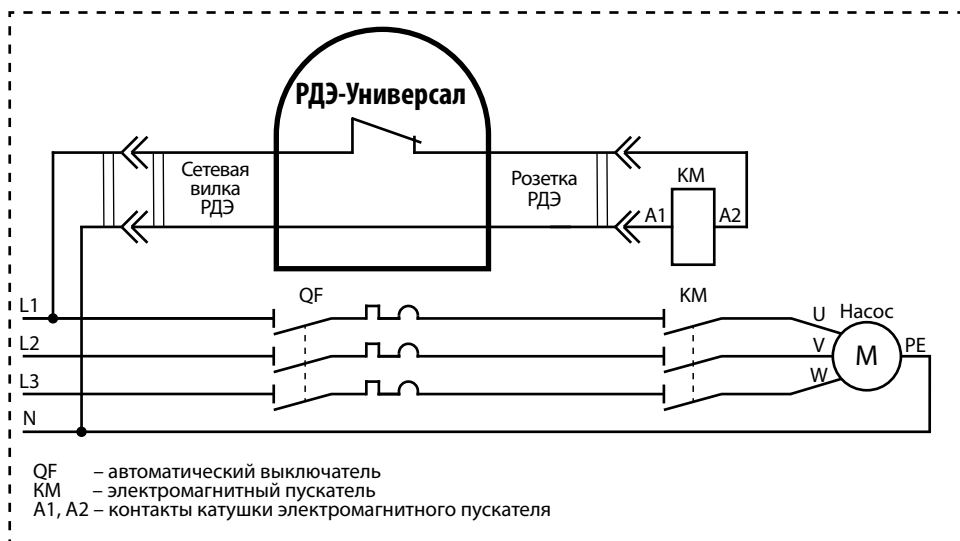 РДЭ-Универсал
Сетевая
вилка
РДЭ
Розетка
РДЭ
KM
A1
A2
L1
QF
KM
U
Насос
L2
V
M
PE
L3
W
N
QF – автоматический выключатель
KM – электромагнитный пускатель
A1, A2 – контакты катушки электромагнитного пускателя